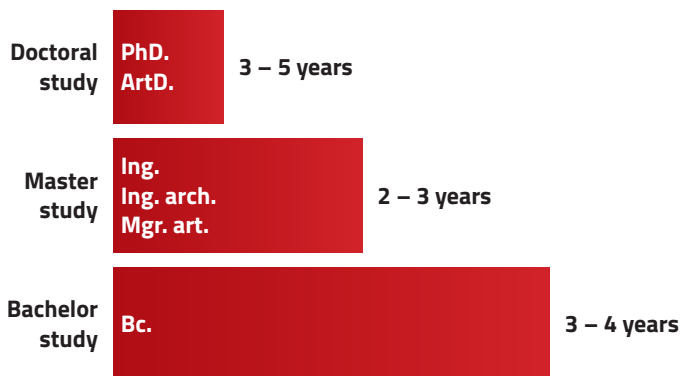 Doctoral
study
PhD.
ArtD.
3 – 5 years
Master
study
Ing.
Ing. arch.
Mgr. art.
2 – 3 years
Bachelor
study
Bc.
3 – 4 years